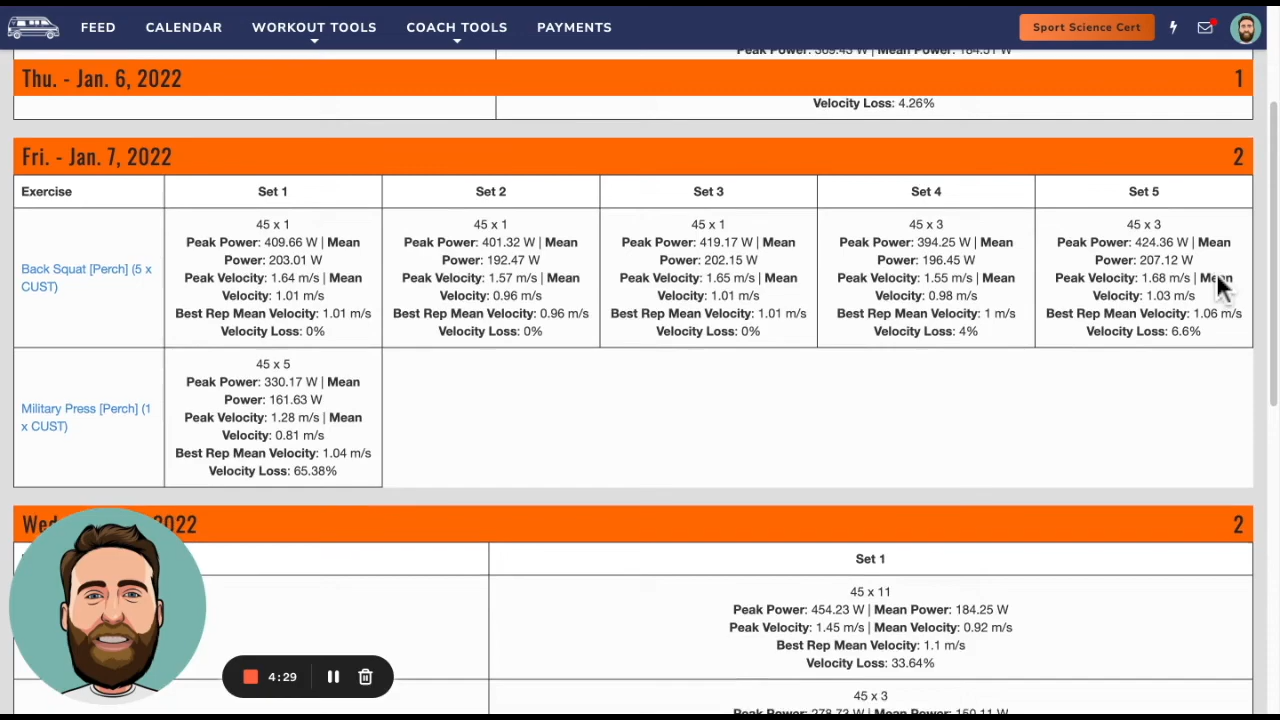 FEED CALENDAR WORKOUT TOOLS COACH TOOLS PAYMENTS Sport Science Cert
Thu. - Jan. 6, 2022 1
Velocity Loss: 4.26%
Fri. - Jan. 7, 2022 2
Exercise Set 1 Set 2 Set 3 Set 4 Set 5
Back Squat [Perch] (5 x
CUST)
45 x 1
Peak Power: 409.66 W | Mean
Power: 203.01 W
Peak Velocity: 1.64 m/s | Mean
Velocity: 1.01 m/s
Best Rep Mean Velocity: 1.01 m/s
Velocity Loss: 0%
45 x 1
Peak Power: 401.32 W | Mean
Power: 192.47 W
Peak Velocity: 1.57 m/s | Mean
Velocity: 0.96 m/s
Best Rep Mean Velocity: 0.96 m/s
Velocity Loss: 0%
45 x 1
Peak Power: 419.17 W | Mean
Power: 202.15 W
Peak Velocity: 1.65 m/s | Mean
Velocity: 1.01 m/s
Best Rep Mean Velocity: 1.01 m/s
Velocity Loss: 0%
45 x 3
Peak Power: 394.25 W | Mean
Power: 196.45 W
Peak Velocity: 1.55 m/s | Mean
Velocity: 0.98 m/s
Best Rep Mean Velocity: 1 m/s
Velocity Loss: 4%
45 x 3
Peak Power: 424.36 W | Mean
Power: 207.12 W
Peak Velocity: 1.68 m/s | Mean
Velocity: 1.03 m/s
Best Rep Mean Velocity: 1.06 m/s
Velocity Loss: 6.6%
Military Press [Perch] (1
x CUST)
45 x 5
Peak Power: 330.17 W | Mean
Power: 161.63 W
Peak Velocity: 1.28 m/s | Mean
Velocity: 0.81 m/s
Best Rep Mean Velocity: 1.04 m/s
Velocity Loss: 65.38%
Wed 2022 2
Set 1
45 x 11
Peak Power: 454.23 W | Mean Power: 184.25 W
Peak Velocity: 1.45 m/s | Mean Velocity: 0.92 m/s
Best Rep Mean Velocity: 1.1 m/s
Velocity Loss: 33.64%
45 x 3
Peak Power: 278.73 W | Mean Power: 150.11 W
4:29